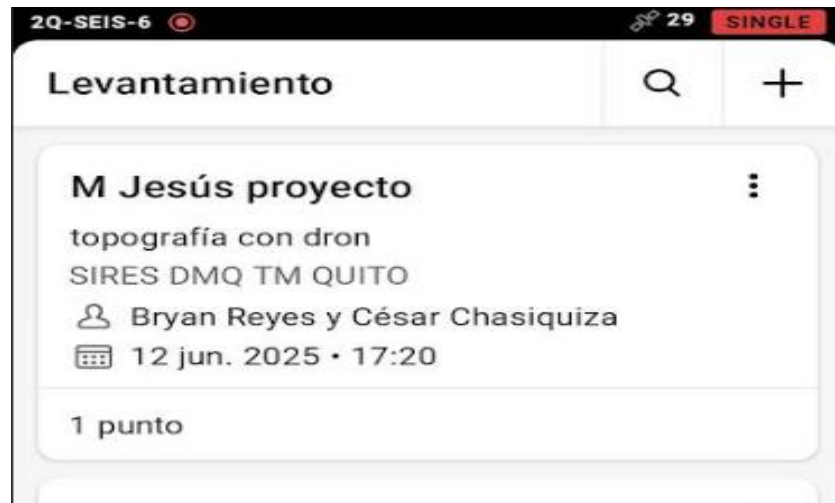 2Q-SEIS-6 29 SINGLE
Levantamiento
M Jesús proyecto
topografía con dron
SIRES DMQ TM QUITO
Bryan Reyes y César Chasiquiza
12 jun. 2025 • 17:20
1 punto